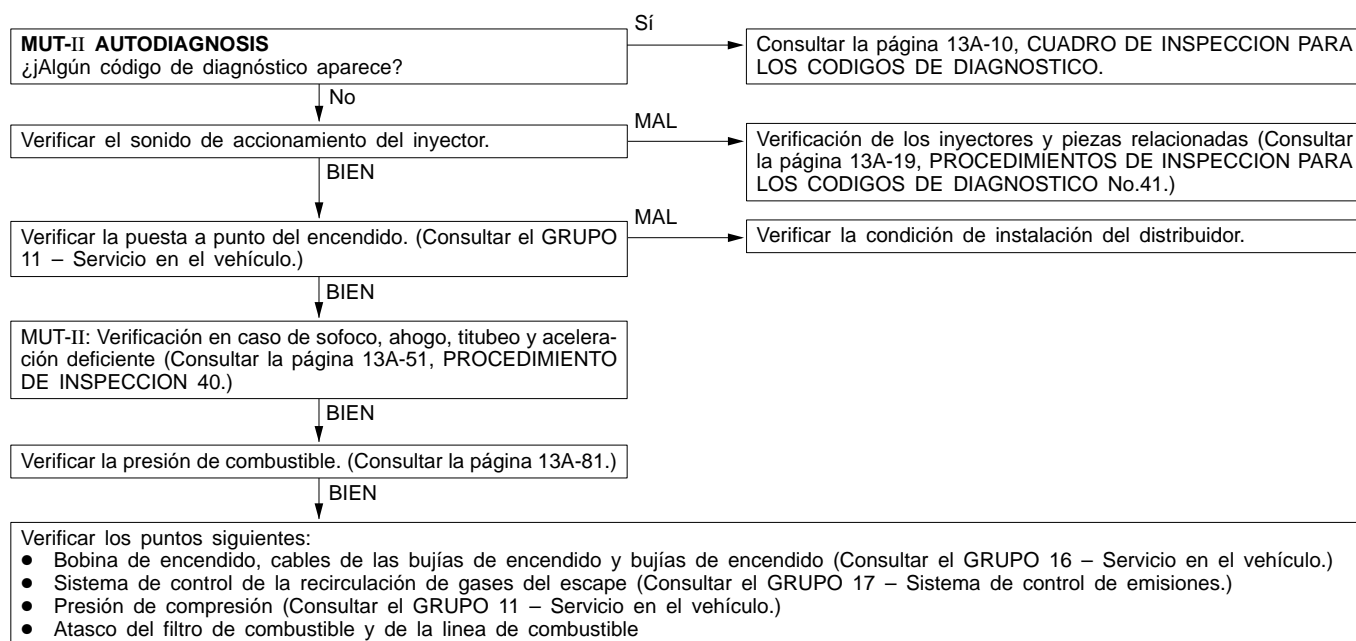 Sí
MUT-II AUTODIAGNOSIS
¿jAlgún código de diagnóstico aparece?
Consultar la página 13A-10, CUADRO DE INSPECCION PARA
LOS CODIGOS DE DIAGNOSTICO.
No
Verificar el sonido de accionamiento del inyector.
MAL
Verificación de los inyectores y piezas relacionadas (Consultar
la página 13A-19, PROCEDIMIENTOS DE INSPECCION PARA
LOS CODIGOS DE DIAGNOSTICO No.41.)
BIEN
Verificar la puesta a punto del encendido. (Consultar el GRUPO
11 – Servicio en el vehículo.)
MAL
Verificar la condición de instalación del distribuidor.
BIEN
MUT-II: Verificación en caso de sofoco, ahogo, titubeo y acelera-
ción deficiente (Consultar la página 13A-51, PROCEDIMIENTO
DE INSPECCION 40.)
BIEN
Verificar la presión de combustible. (Consultar la página 13A-81.)
BIEN
Verificar los puntos siguientes:
● Bobina de encendido, cables de las bujías de encendido y bujías de encendido (Consultar el GRUPO 16 – Servicio en el vehículo.)
● Sistema de control de la recirculación de gases del escape (Consultar el GRUPO 17 – Sistema de control de emisiones.)
● Presión de compresión (Consultar el GRUPO 11 – Servicio en el vehículo.)
● Atasco del filtro de combustible y de la linea de combustible